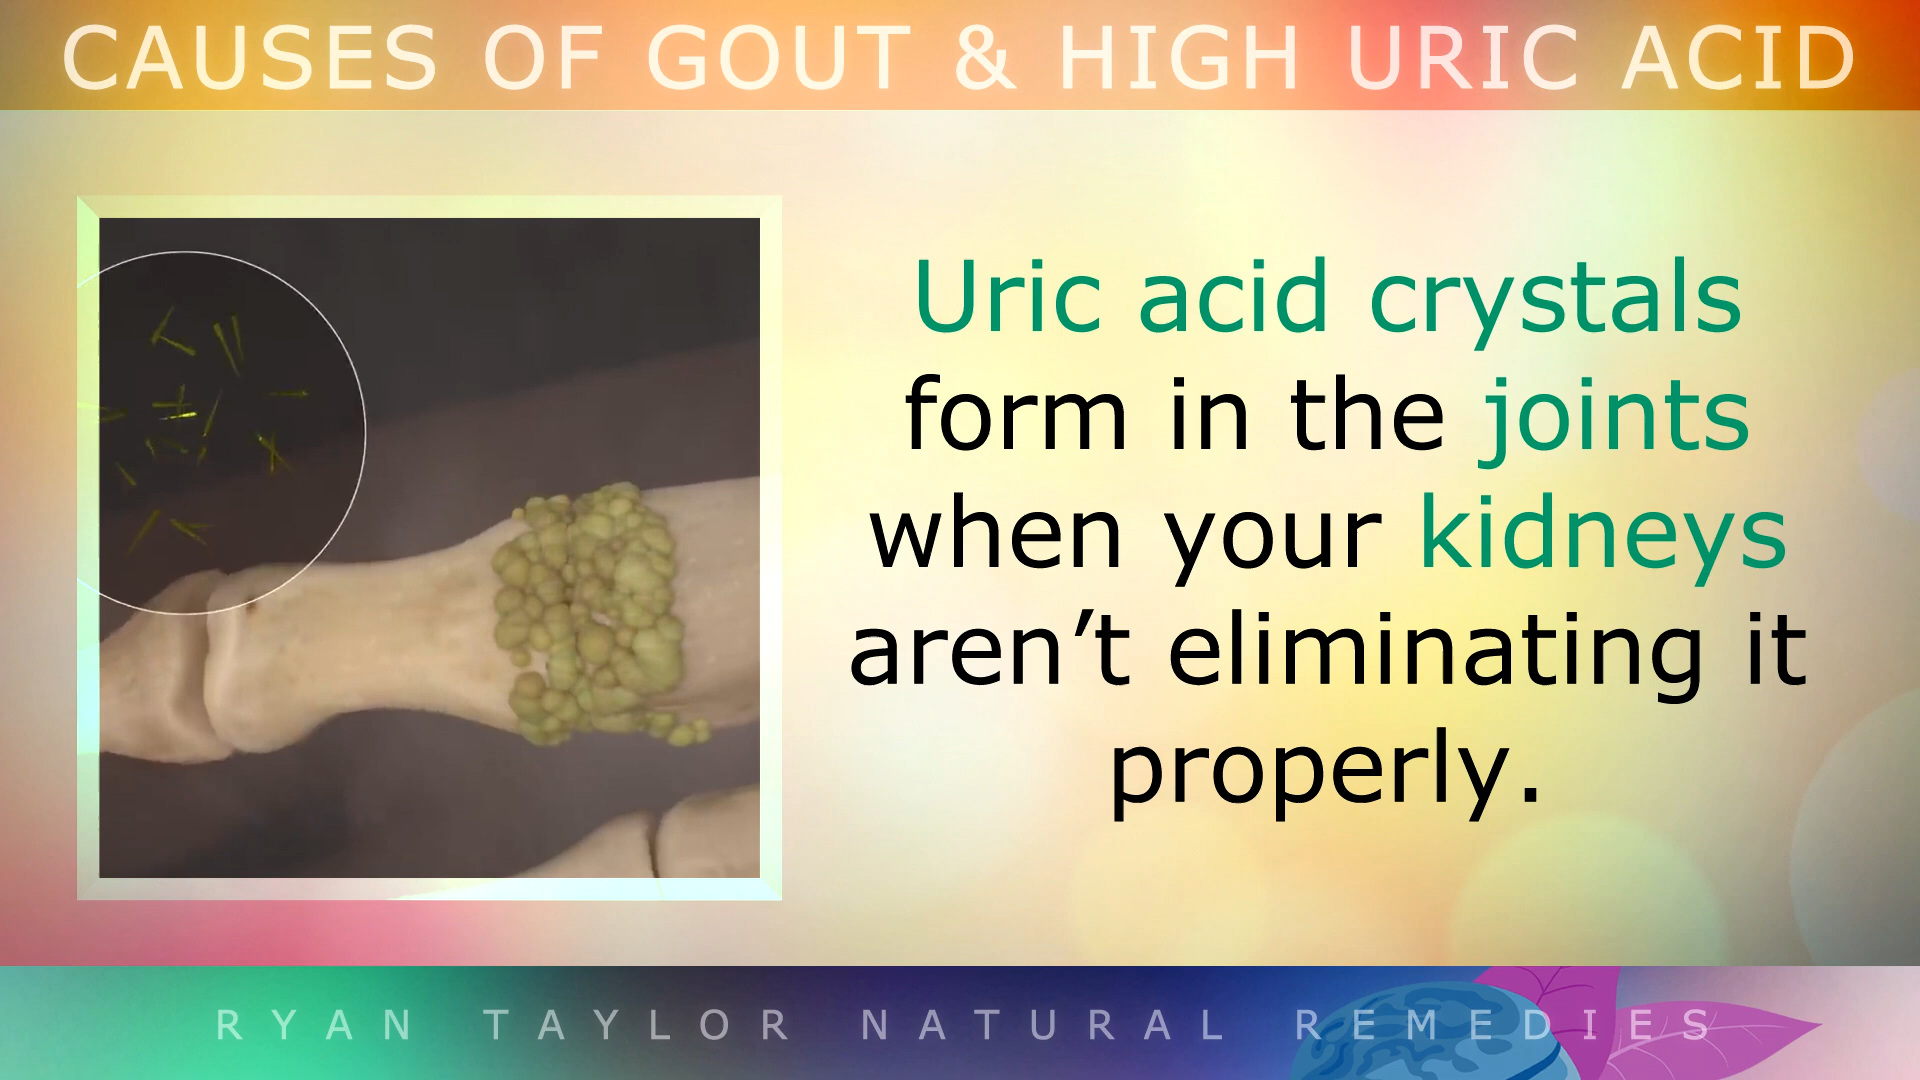 CAUSES OF GOUT & HIGH URIC ACID
Uric acid crystals
form in the joints
when your kidneys
aren’t eliminating it
properly.
RYAN TAYLOR NATURAL REMEDIES